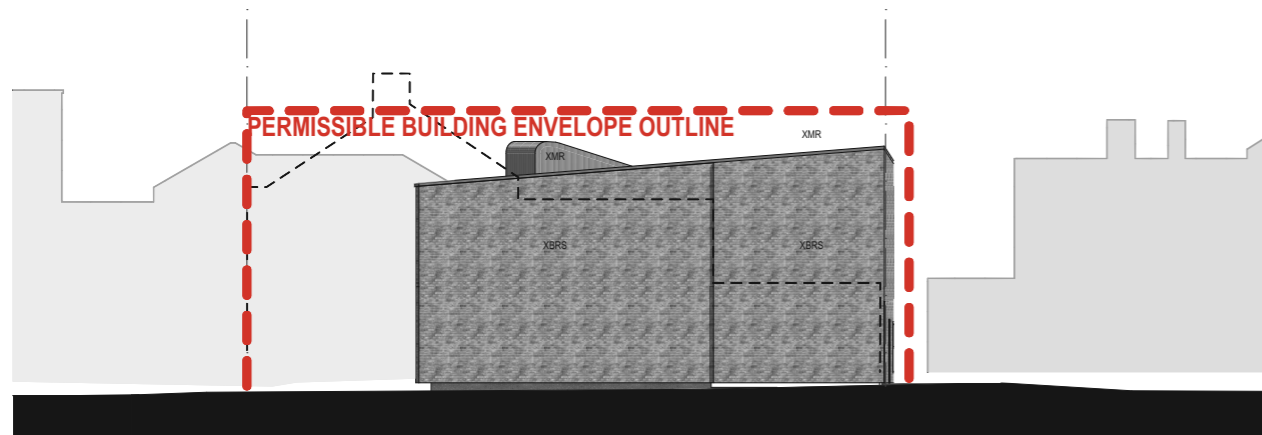 PERMISSIBLE BUILDING ENVELOPE OUTLINE
XMR
XMR
XBRS
XBRS